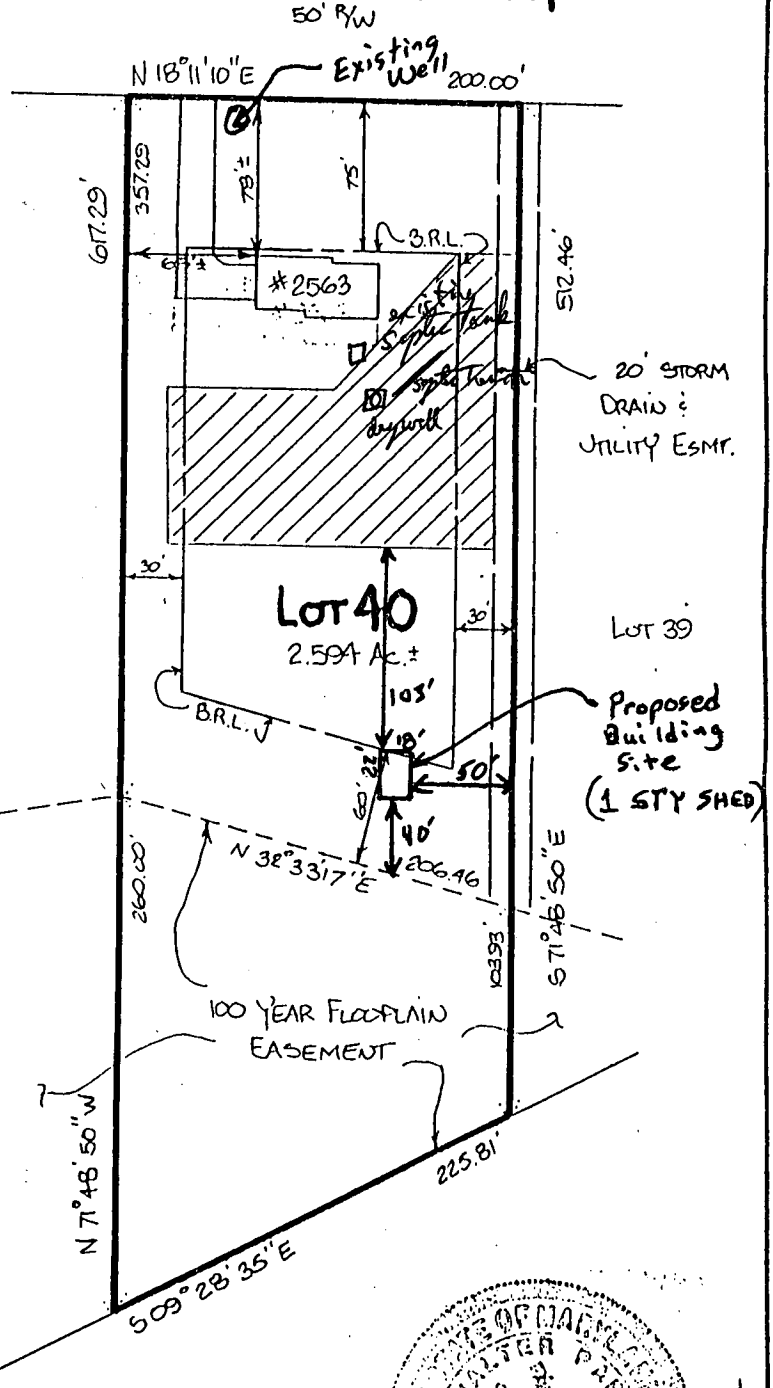 50' R/W
N 18°11'10"E
Existing
Well
200.00'
617.29'
357.29
78'±
75'
B.R.L.
512.46'
#2563
existing
septic tank
drywell
20' STORM
DRAIN &
UTILITY ESMT.
30'
30'
LOT 40
2.594 AC.±
LOT 39
103'
B.R.L.
18'
22'
60'
50'
40'
Proposed
Building
Site
(1 STY SHED)
N 32°33'17"E
206.46
260.00'
103.93'
S 71°48'50"E
100 YEAR FLOODPLAIN
EASEMENT
N 71°48'50"W
225.81'
S 09°28'35"E